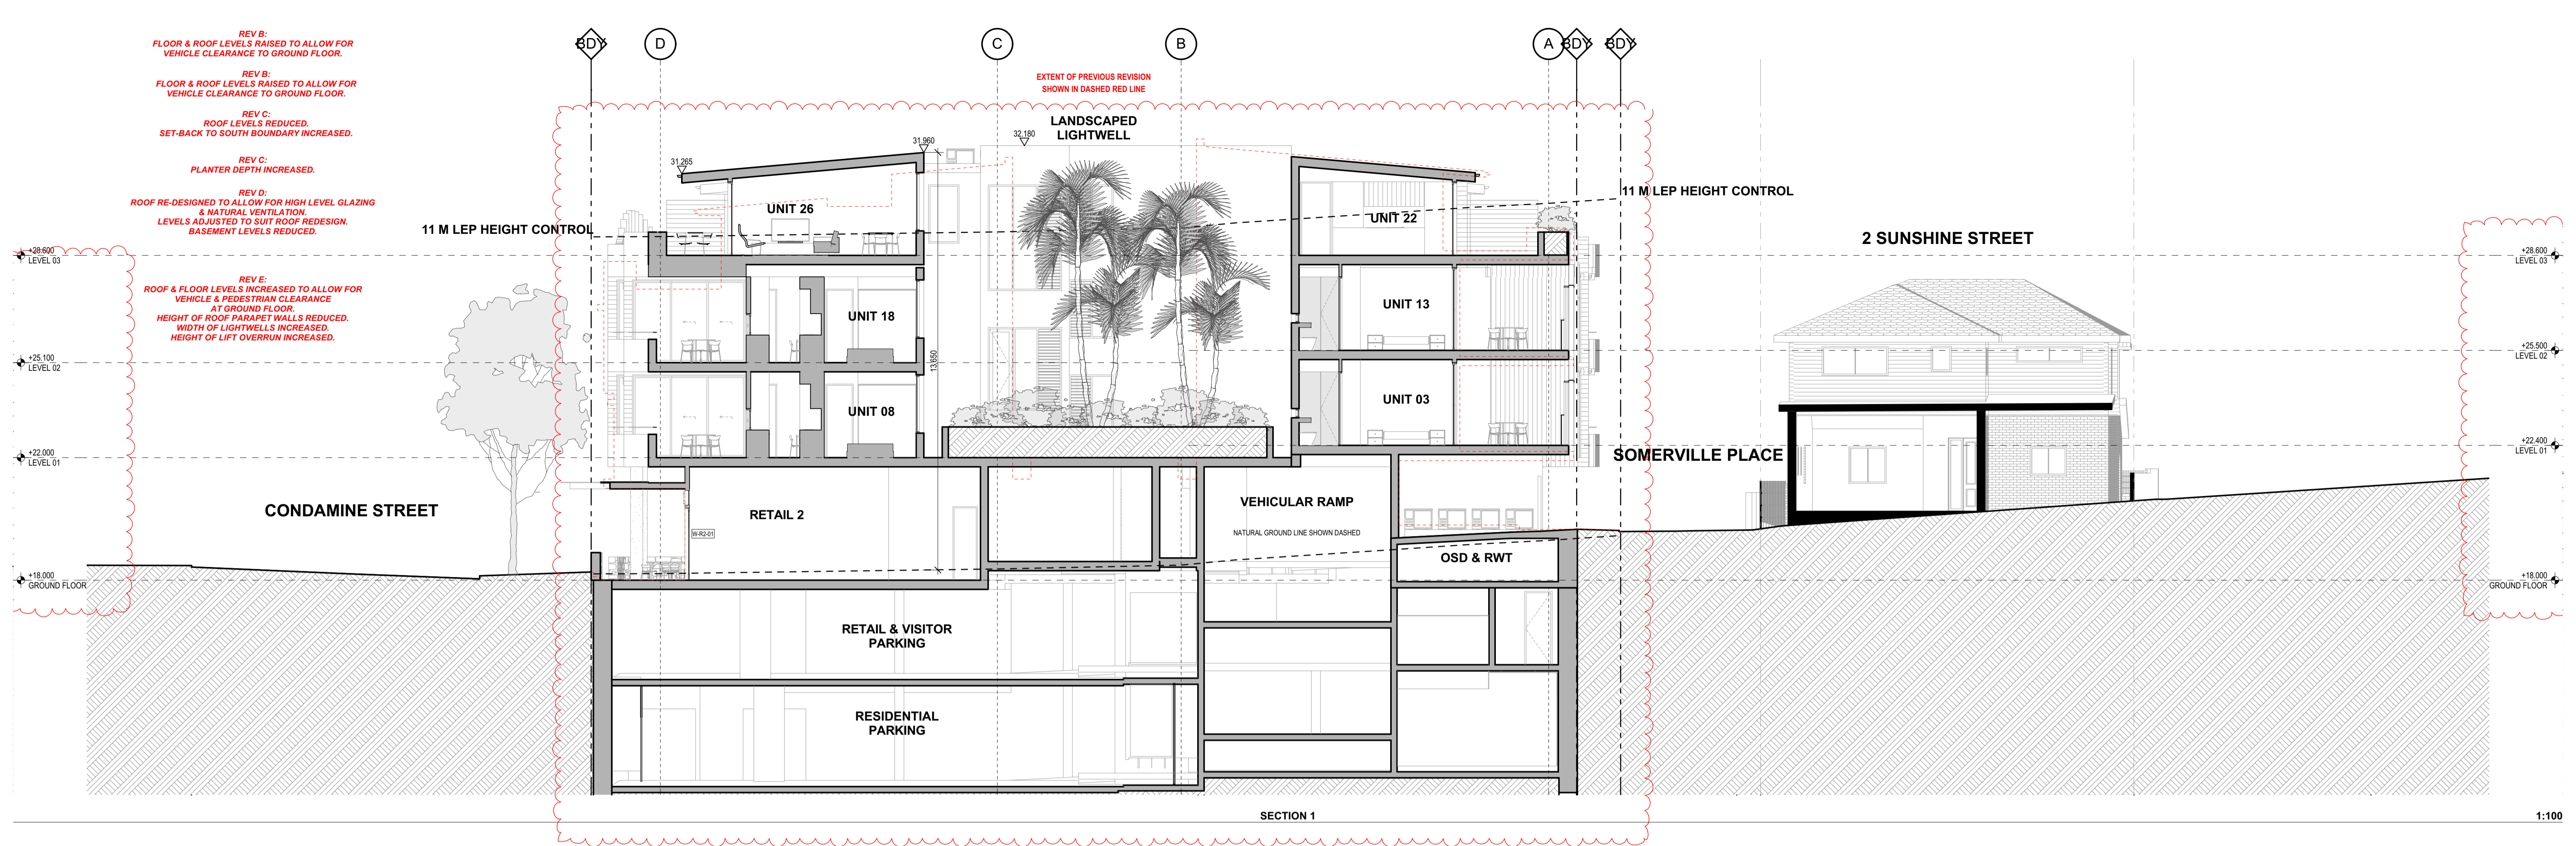 REV B:
FLOOR & ROOF LEVELS RAISED TO ALLOW FOR
VEHICLE CLEARANCE TO GROUND FLOOR.
REV B:
FLOOR & ROOF LEVELS RAISED TO ALLOW FOR
VEHICLE CLEARANCE TO GROUND FLOOR.
REV C:
ROOF LEVELS REDUCED.
SET-BACK TO SOUTH BOUNDARY INCREASED.
REV C:
PLANTER DEPTH INCREASED.
REV D:
ROOF RE-DESIGNED TO ALLOW FOR HIGH LEVEL GLAZING
& NATURAL VENTILATION.
LEVELS ADJUSTED TO SUIT ROOF REDESIGN.
BASEMENT LEVELS REDUCED.
REV E:
ROOF & FLOOR LEVELS INCREASED TO ALLOW FOR
VEHICLE & PEDESTRIAN CLEARANCE
AT GROUND FLOOR.
HEIGHT OF ROOF PARAPET WALLS REDUCED.
WIDTH OF LIGHTWELLS INCREASED.
HEIGHT OF LIFT OVERRUN INCREASED.
BDY
D
C
B
A
BDY
BDY
EXTENT OF PREVIOUS REVISION
SHOWN IN DASHED RED LINE
LANDSCAPED
LIGHTWELL
31.265
31.960
32.180
11 M LEP HEIGHT CONTROL
11 M LEP HEIGHT CONTROL
UNIT 26
UNIT 22
2 SUNSHINE STREET
+28.600
LEVEL 03
+28.600
LEVEL 03
UNIT 18
UNIT 13
+25.100
LEVEL 02
+25.500
LEVEL 02
13.650
UNIT 08
UNIT 03
+22.000
LEVEL 01
+22.400
LEVEL 01
SOMERVILLE PLACE
CONDAMINE STREET
RETAIL 2
W-R2-01
VEHICULAR RAMP
NATURAL GROUND LINE SHOWN DASHED
OSD & RWT
+18.000
GROUND FLOOR
+18.000
GROUND FLOOR
RETAIL & VISITOR
PARKING
RESIDENTIAL
PARKING
SECTION 1
1:100